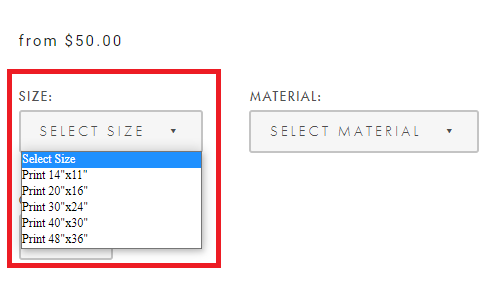 from $50.00
SIZE:
MATERIAL:
SELECT SIZE
SELECT MATERIAL
Select Size
Print 14"x11"
Print 20"x16"
Print 30"x24"
Print 40"x30"
Print 48"x36"